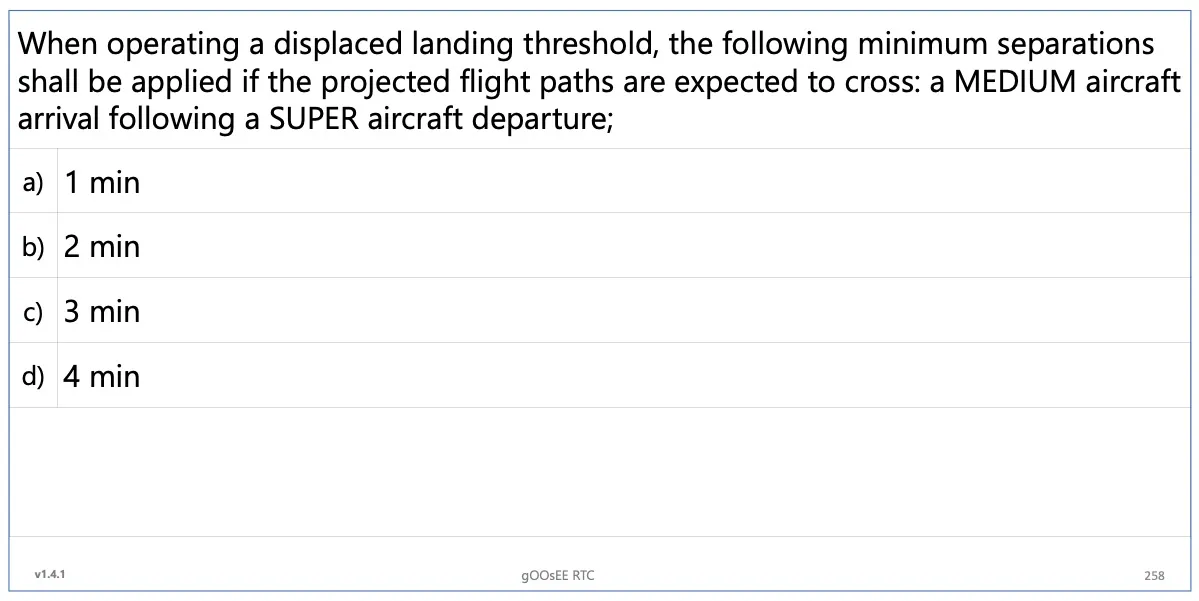 When operating a displaced landing threshold, the following minimum separations
shall be applied if the projected flight paths are expected to cross: a MEDIUM aircraft
arrival following a SUPER aircraft departure;
a) 1 min
b) 2 min
c) 3 min
d) 4 min
v1.4.1 gOOsEE RTC 258